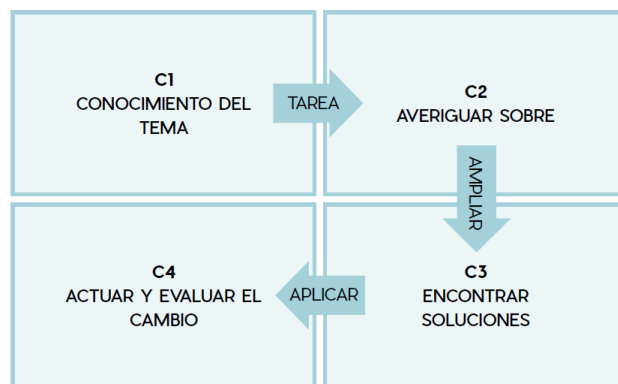 C1
CONOCIMIENTO DEL
TEMA
TAREA
C2
AVERIGUAR SOBRE
AMPLIAR
C3
ENCONTRAR
SOLUCIONES
APLICAR
C4
ACTUAR Y EVALUAR EL
CAMBIO